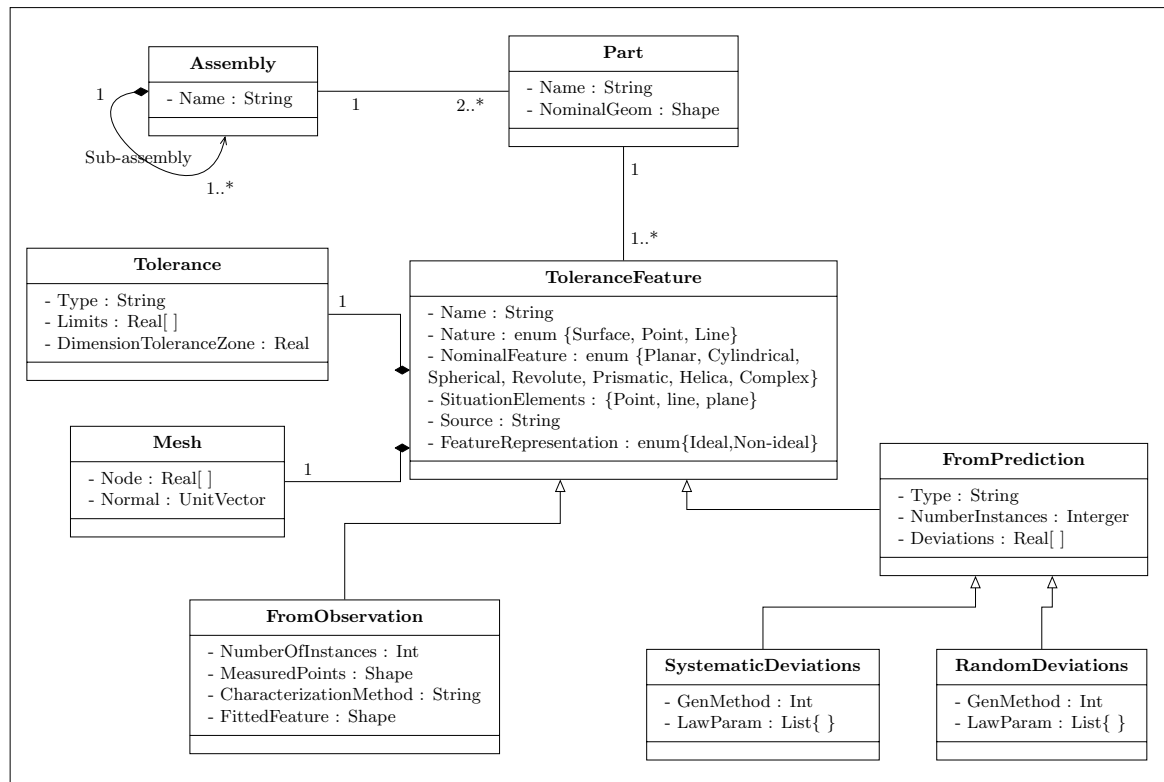 Assembly
- Name : String
1
Sub-assembly
1..*
1
2..*
Part
- Name : String
- NominalGeom : Shape
1
1..*
Tolerance
- Type : String
- Limits : Real[ ]
- DimensionToleranceZone : Real
1
ToleranceFeature
- Name : String
- Nature : enum {Surface, Point, Line}
- NominalFeature : enum {Planar, Cylindrical,
Spherical, Revolute, Prismatic, Helica, Complex}
- SituationElements : {Point, line, plane}
- Source : String
- FeatureRepresentation : enum{Ideal,Non-ideal}
Mesh
- Node : Real[ ]
- Normal : UnitVector
1
FromPrediction
- Type : String
- NumberInstances : Interger
- Deviations : Real[ ]
FromObservation
- NumberOfInstances : Int
- MeasuredPoints : Shape
- CharacterizationMethod : String
- FittedFeature : Shape
SystematicDeviations
- GenMethod : Int
- LawParam : List{ }
RandomDeviations
- GenMethod : Int
- LawParam : List{ }